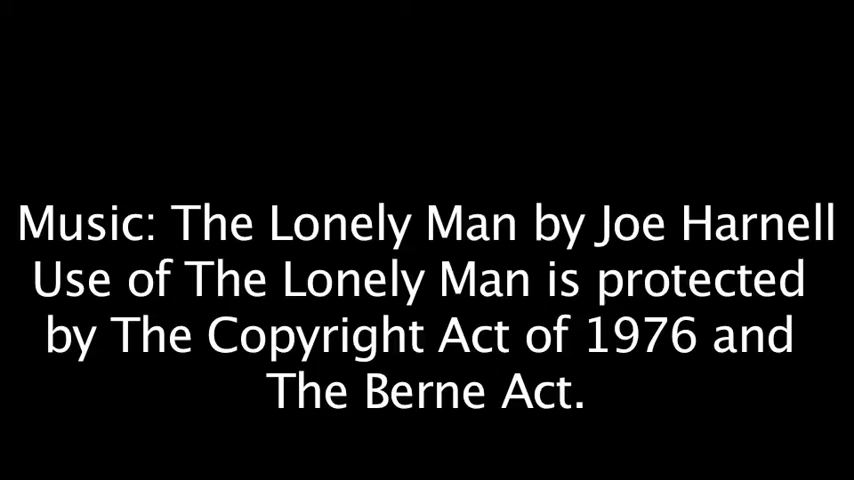 Music: The Lonely Man by Joe Harnell
Use of The Lonely Man is protected
by The Copyright Act of 1976 and
The Berne Act.